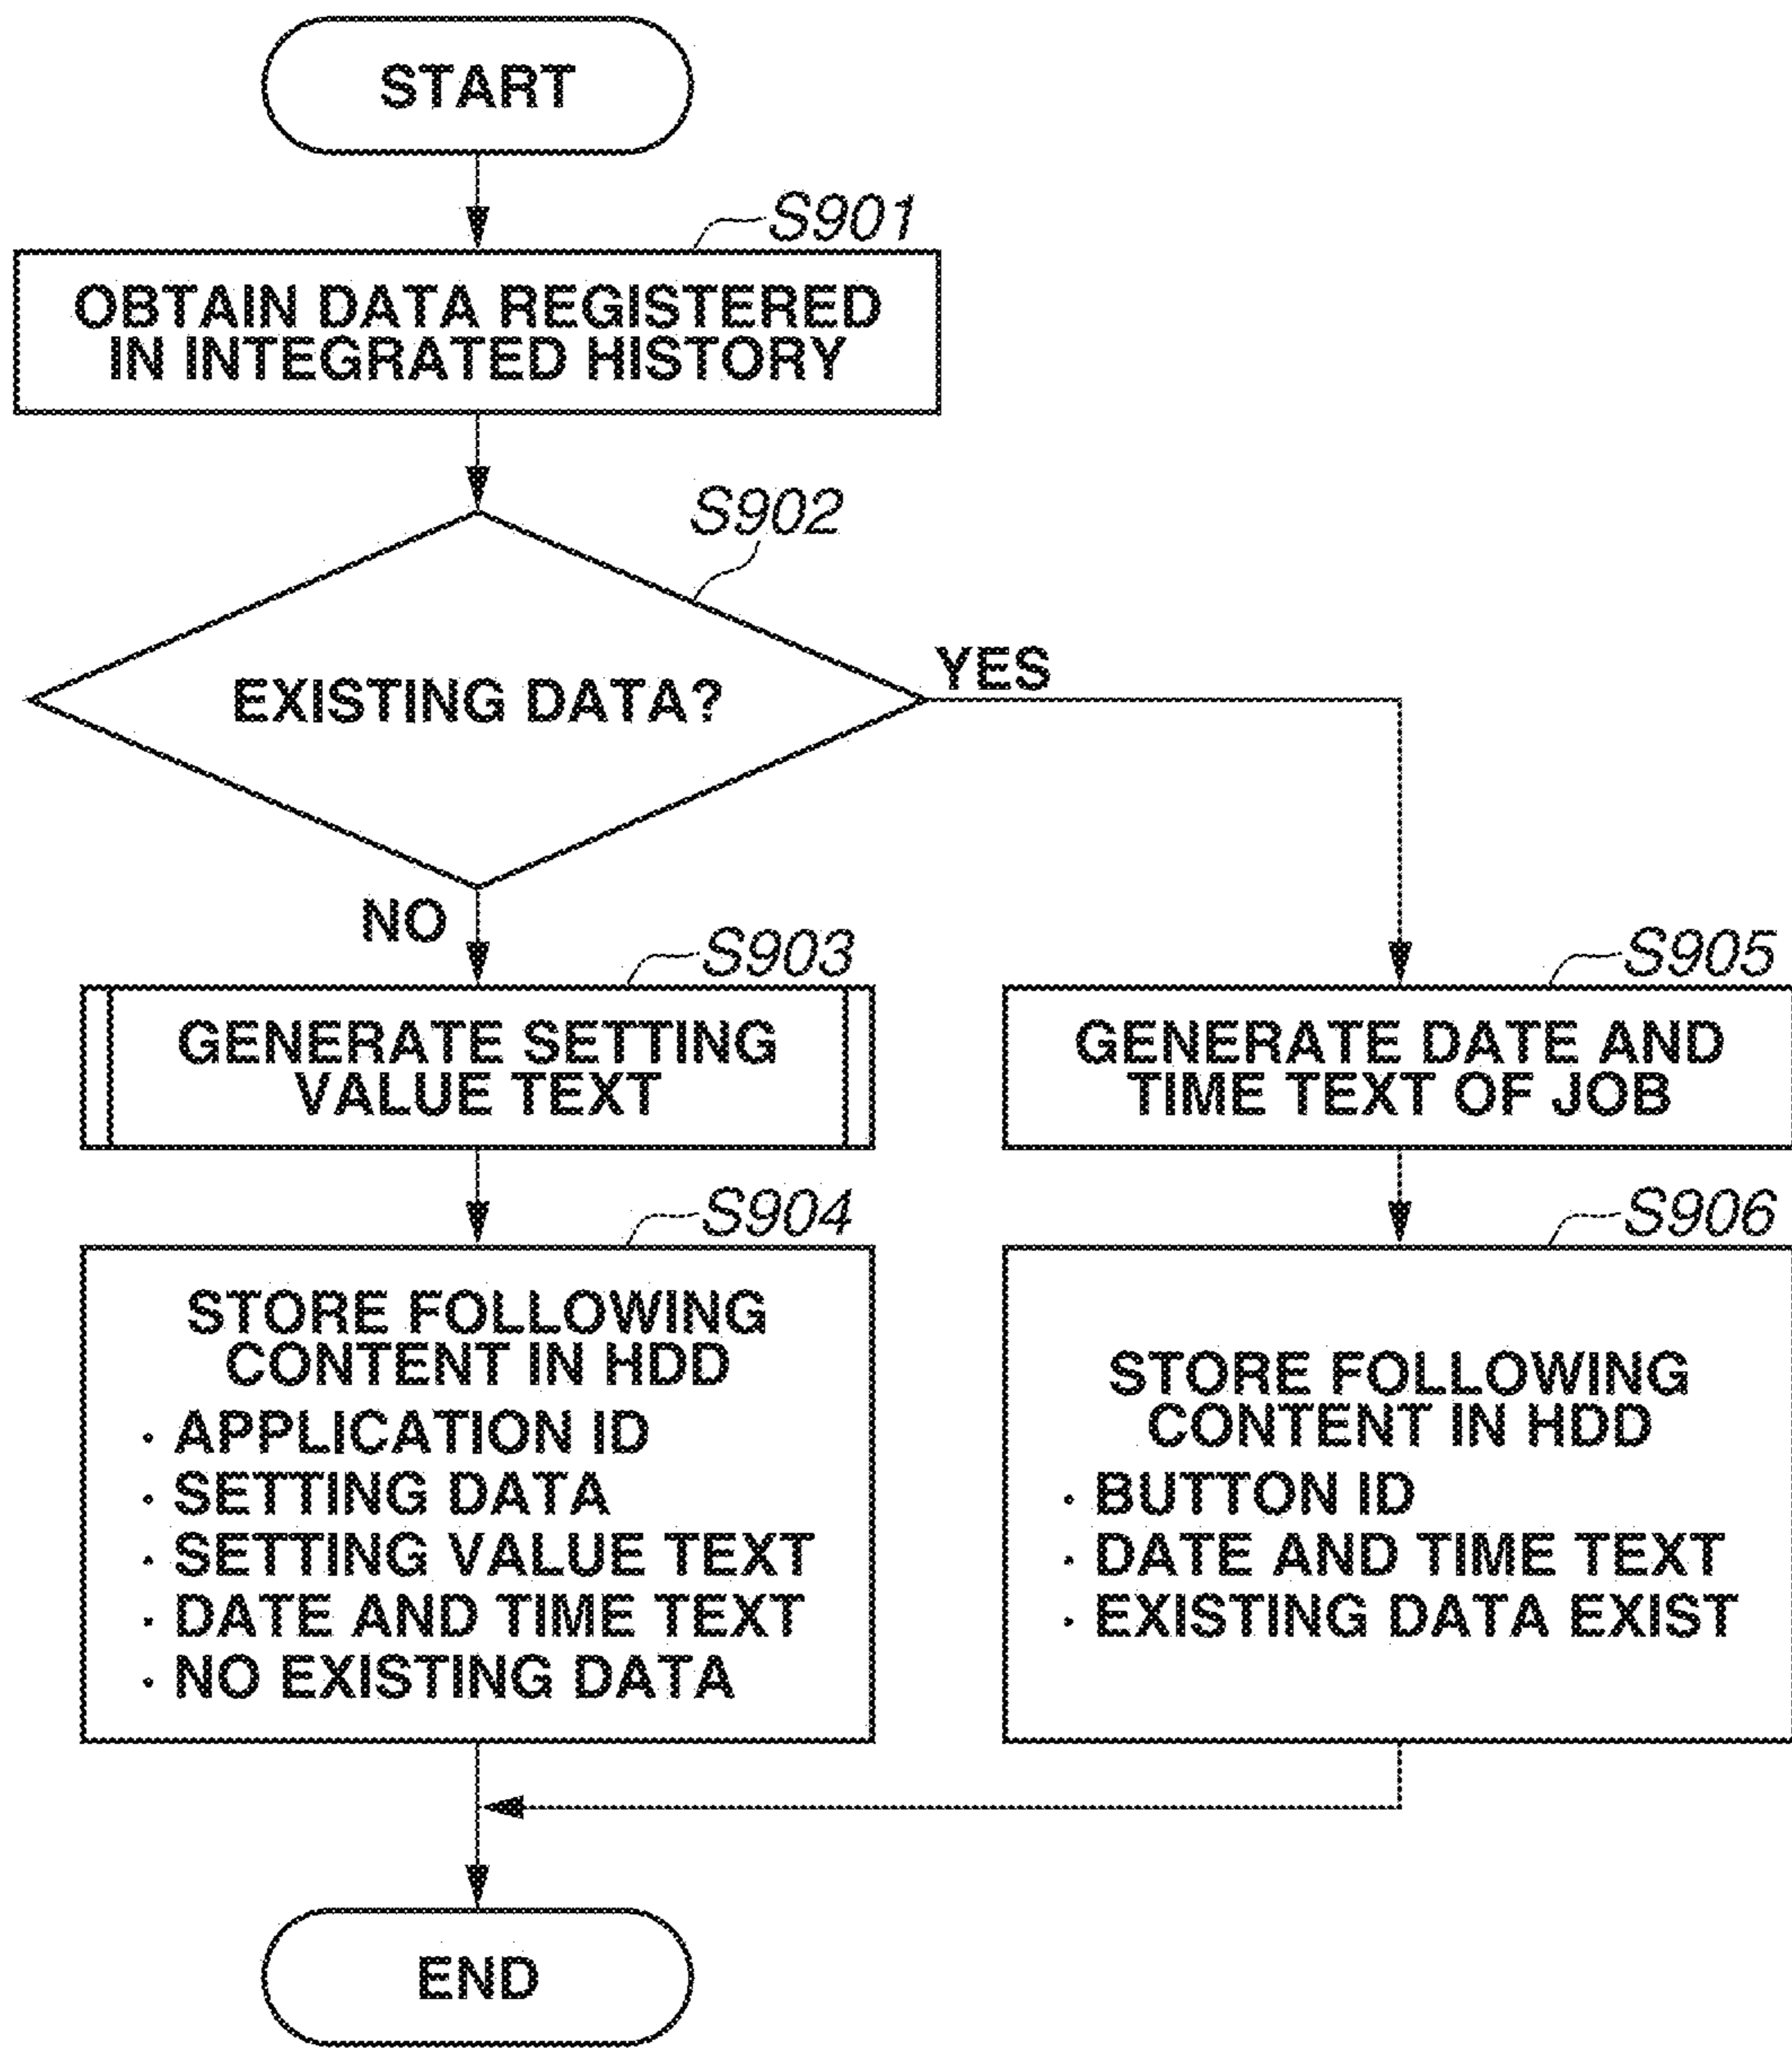 START
S901
OBTAIN DATA REGISTERED
IN INTEGRATED HISTORY
S902
EXISTING DATA?
YES
NO
S903
GENERATE SETTING
VALUE TEXT
S905
GENERATE DATE AND
TIME TEXT OF JOB
S904
STORE FOLLOWING
CONTENT IN HDD
· APPLICATION ID
· SETTING DATA
· SETTING VALUE TEXT
· DATE AND TIME TEXT
· NO EXISTING DATA
S906
STORE FOLLOWING
CONTENT IN HDD
· BUTTON ID
· DATE AND TIME TEXT
· EXISTING DATA EXIST
END